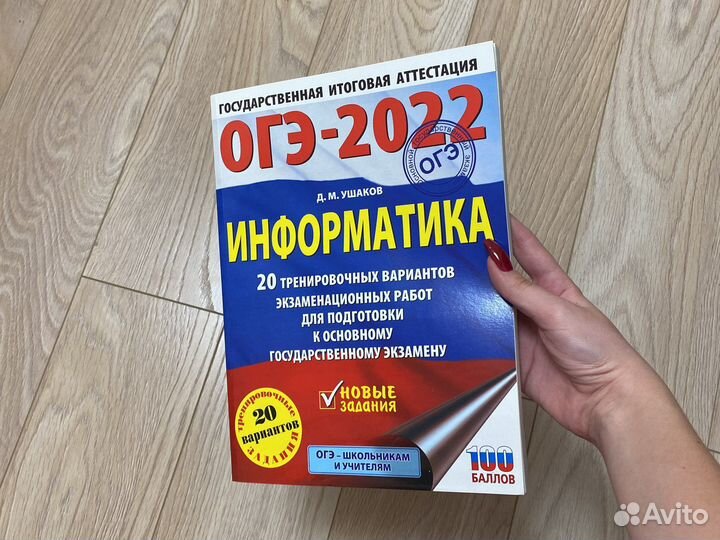 ГОСУДАРСТВЕННАЯ ИТОГОВАЯ АТТЕСТАЦИЯ
ОГЭ-2022
ОГЭ
Д. М. УШАКОВ
ИНФОРМАТИКА
20 ТРЕНИРОВОЧНЫХ ВАРИАНТОВ
ЭКЗАМЕНАЦИОННЫХ РАБОТ
ДЛЯ ПОДГОТОВКИ
К ОСНОВНОМУ
ГОСУДАРСТВЕННОМУ ЭКЗАМЕНУ
НОВЫЕ
ЗАДАНИЯ
тренировочные
20
вариантов
ЗАДАНИЯ
ОГЭ – ШКОЛЬНИКАМ
И УЧИТЕЛЯМ
100
БАЛЛОВ
Avito